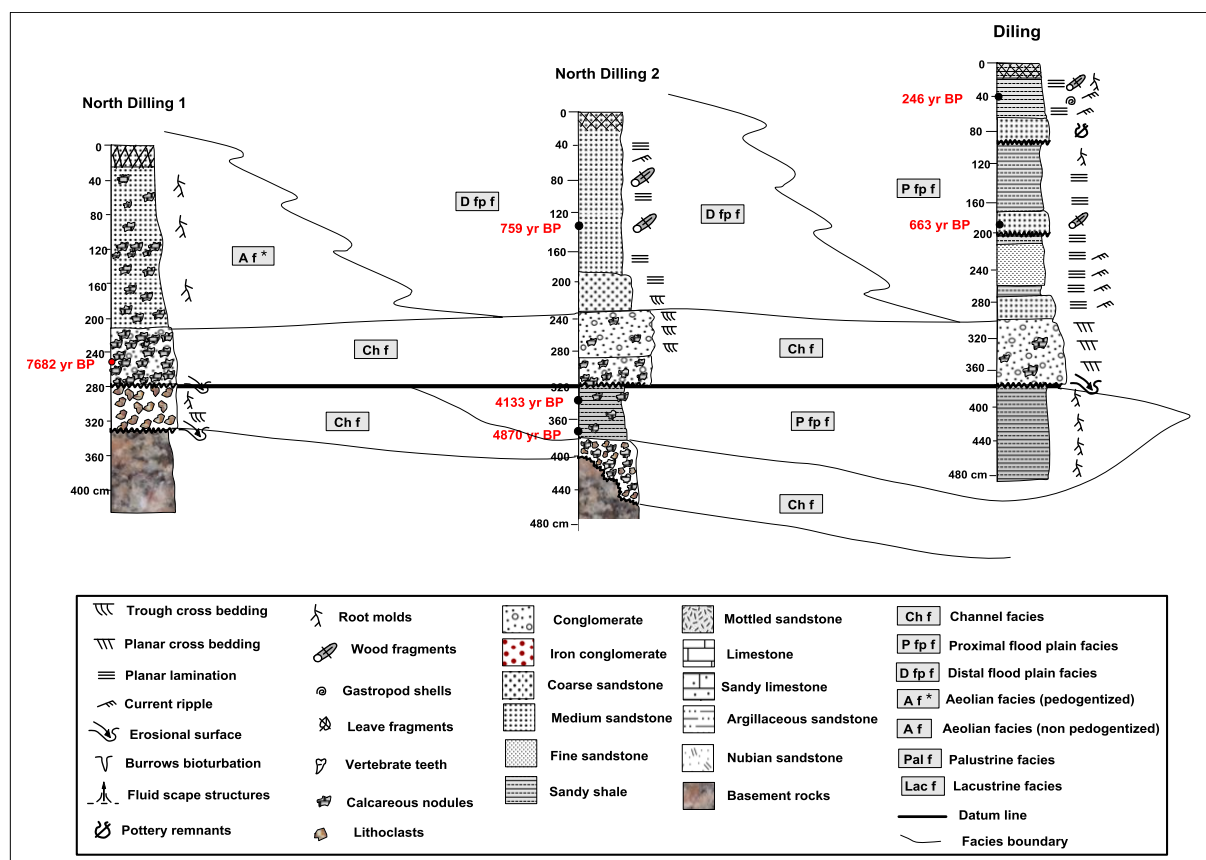 Diling
North Dilling 2
North Dilling 1
0
40
80
120
160
200
240
280
320
360
400 cm
7682 yr BP
A f *
D fp f
Ch f
Ch f
0
40
80
120
160
200
240
280
320
360
400
440
480 cm
759 yr BP
4133 yr BP
4870 yr BP
D fp f
Ch f
P fp f
Ch f
0
40
80
120
160
200
240
280
320
360
400
440
480 cm
246 yr BP
P fp f
663 yr BP
Trough cross bedding
Planar cross bedding
Planar lamination
Current ripple
Erosional surface
Burrows bioturbation
Fluid scape structures
Pottery remnants
Root molds
Wood fragments
Gastropod shells
Leave fragments
Vertebrate teeth
Calcareous nodules
Lithoclasts
Conglomerate
Iron conglomerate
Coarse sandstone
Medium sandstone
Fine sandstone
Sandy shale
Mottled sandstone
Limestone
Sandy limestone
Argillaceous sandstone
Nubian sandstone
Basement rocks
Ch f Channel facies
P fp f Proximal flood plain facies
D fp f Distal flood plain facies
A f * Aeolian facies (pedogentized)
A f Aeolian facies (non pedogentized)
Pal f Palustrine facies
Lac f Lacustrine facies
Datum line
Facies boundary